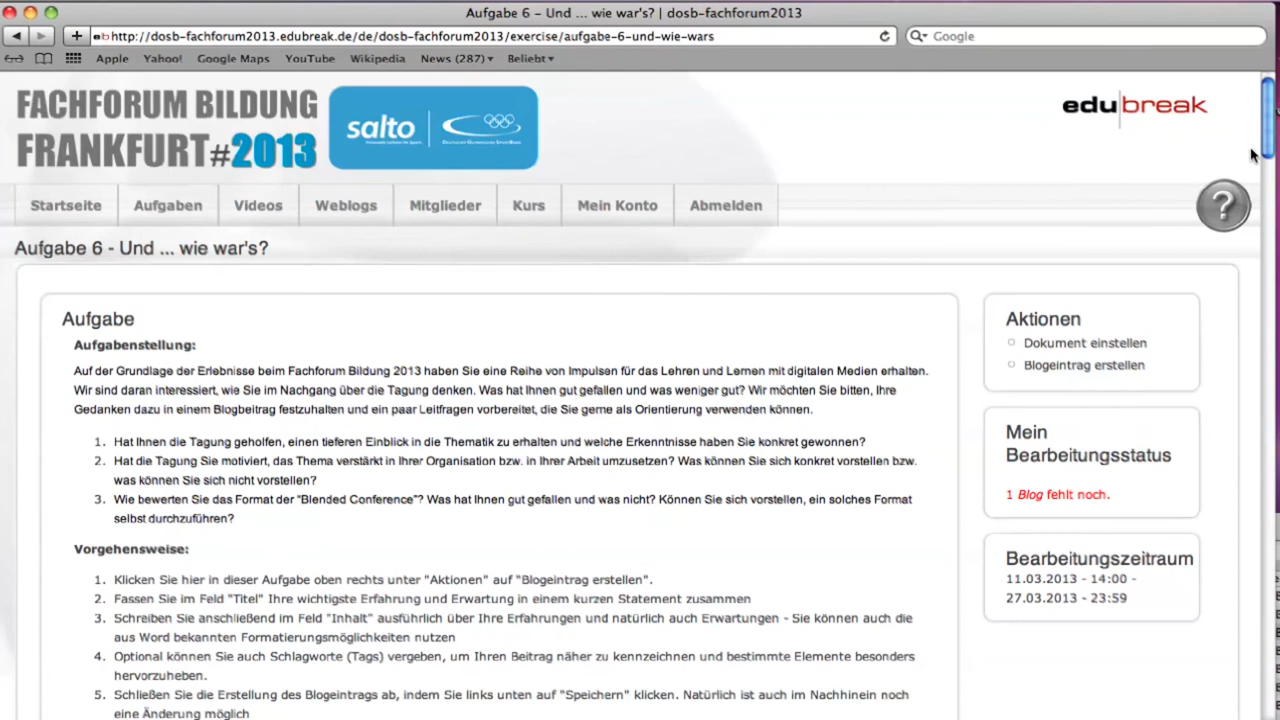 Aufgabe 6 – Und ... wie war's? | dosb-fachforum2013
http://dosb-fachforum2013.edubreak.de/de/dosb-fachforum2013/exercise/aufgabe-6-und-wie-wars
Google
Apple Yahoo! Google Maps YouTube Wikipedia News (287) Beliebt
FACHFORUM BILDUNG
FRANKFURT#2013
salto
edubreak
Startseite Aufgaben Videos Weblogs Mitglieder Kurs Mein Konto Abmelden
?
Aufgabe 6 - Und ... wie war's?
Aufgabe
Aufgabenstellung:
Auf der Grundlage der Erlebnisse beim Fachforum Bildung 2013 haben Sie eine Reihe von Impulsen für das Lehren und Lernen mit digitalen Medien erhalten.
Wir sind daran interessiert, wie Sie im Nachgang über die Tagung denken. Was hat Ihnen gut gefallen und was weniger gut? Wir möchten Sie bitten, Ihre
Gedanken dazu in einem Blogbeitrag festzuhalten und ein paar Leitfragen vorbereitet, die Sie gerne als Orientierung verwenden können.
1. Hat Ihnen die Tagung geholfen, einen tieferen Einblick in die Thematik zu erhalten und welche Erkenntnisse haben Sie konkret gewonnen?
2. Hat die Tagung Sie motiviert, das Thema verstärkt in Ihrer Organisation bzw. in Ihrer Arbeit umzusetzen? Was können Sie sich konkret vorstellen bzw.
was können Sie sich nicht vorstellen?
3. Wie bewerten Sie das Format der "Blended Conference"? Was hat Ihnen gut gefallen und was nicht? Können Sie sich vorstellen, ein solches Format
selbst durchzuführen?
Vorgehensweise:
1. Klicken Sie hier in dieser Aufgabe oben rechts unter "Aktionen" auf "Blogeintrag erstellen".
2. Fassen Sie im Feld "Titel" Ihre wichtigste Erfahrung und Erwartung in einem kurzen Statement zusammen
3. Schreiben Sie anschließend im Feld "Inhalt" ausführlich über Ihre Erfahrungen und natürlich auch Erwartungen - Sie können auch die
aus Word bekannten Formatierungsmöglichkeiten nutzen
4. Optional können Sie auch Schlagworte (Tags) vergeben, um Ihren Beitrag näher zu kennzeichnen und bestimmte Elemente besonders
hervorzuheben.
5. Schließen Sie die Erstellung des Blogeintrags ab, indem Sie links unten auf "Speichern" klicken. Natürlich ist auch im Nachhinein noch
eine Änderung möglich
Aktionen
Dokument einstellen
Blogeintrag erstellen
Mein
Bearbeitungsstatus
1 Blog fehlt noch.
Bearbeitungszeitraum
11.03.2013 - 14:00 -
27.03.2013 - 23:59